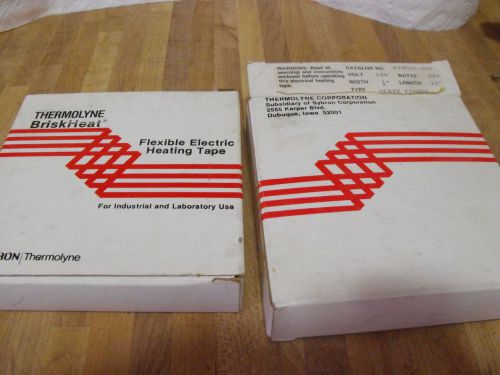 THERMOLYNE
BriskHeat®
Flexible Electric
Heating Tape
For Industrial and Laboratory Use
RON | Thermolyne
WARNING: Read all
warnings and instructions
enclosed before operating
this electrical heating
tape.
CATALOG NO.
VOLT 120 WATTS
WIDTH ½" LENGTH
TYPE HEAVY
THERMOLYNE CORPORATION
Subsidiary of Sybron Corporation
2555 Kerper Blvd.
Dubuque, Iowa 52001